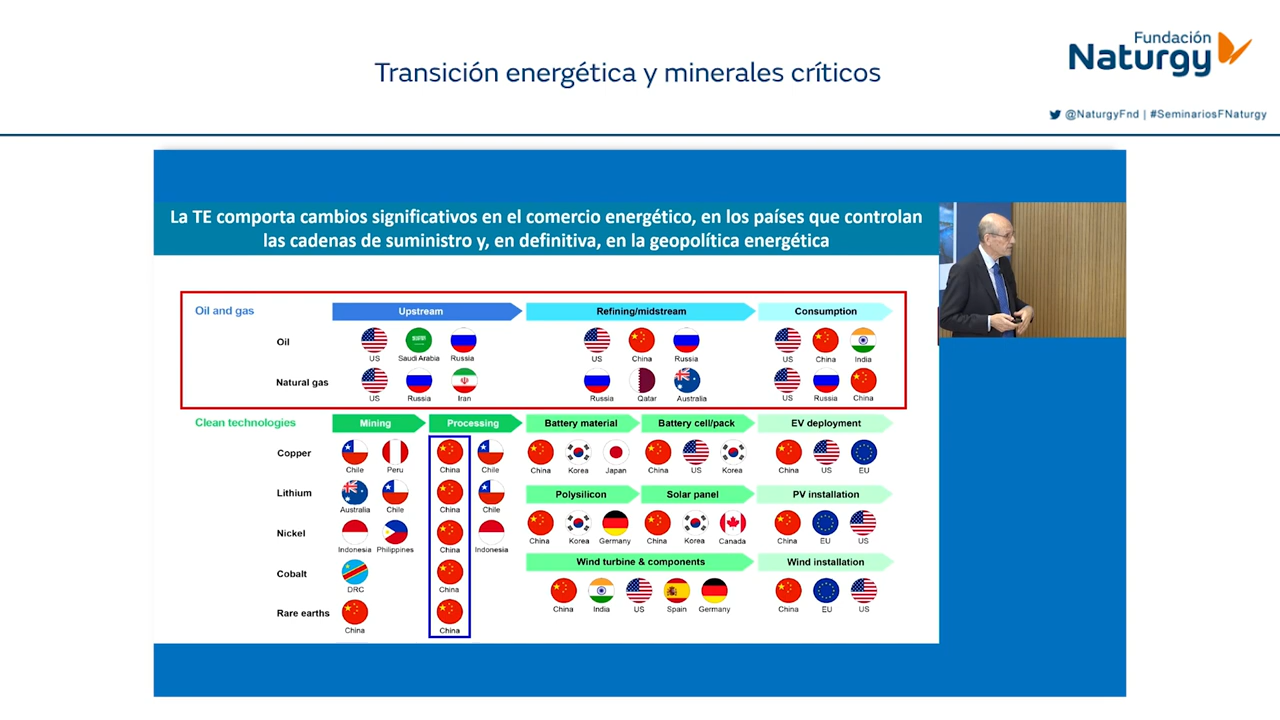 Transición energética y minerales críticos
Fundación
Naturgy
@NaturgyFnd | #SeminariosFNaturgy
La TE comporta cambios significativos en el comercio energético, en los países que controlan
las cadenas de suministro y, en definitiva, en la geopolítica energética
Oil and gas Upstream Refining/midstream Consumption
Oil
US Saudi Arabia Russia US China Russia US China India
Natural gas
US Russia Iran Russia Qatar Australia US Russia China
Clean technologies Mining Processing Battery material Battery cell/pack EV deployment
Copper
Chile Peru China Chile China Korea Japan China US Korea China US EU
Lithium Polysilicon Solar panel PV installation
Australia Chile China Chile
Nickel
China Korea Germany China Korea Canada China EU US
Indonesia Philippines China Indonesia
Wind turbine & components Wind installation
Cobalt
DRC China
China India US Spain Germany China EU US
Rare earths
China China